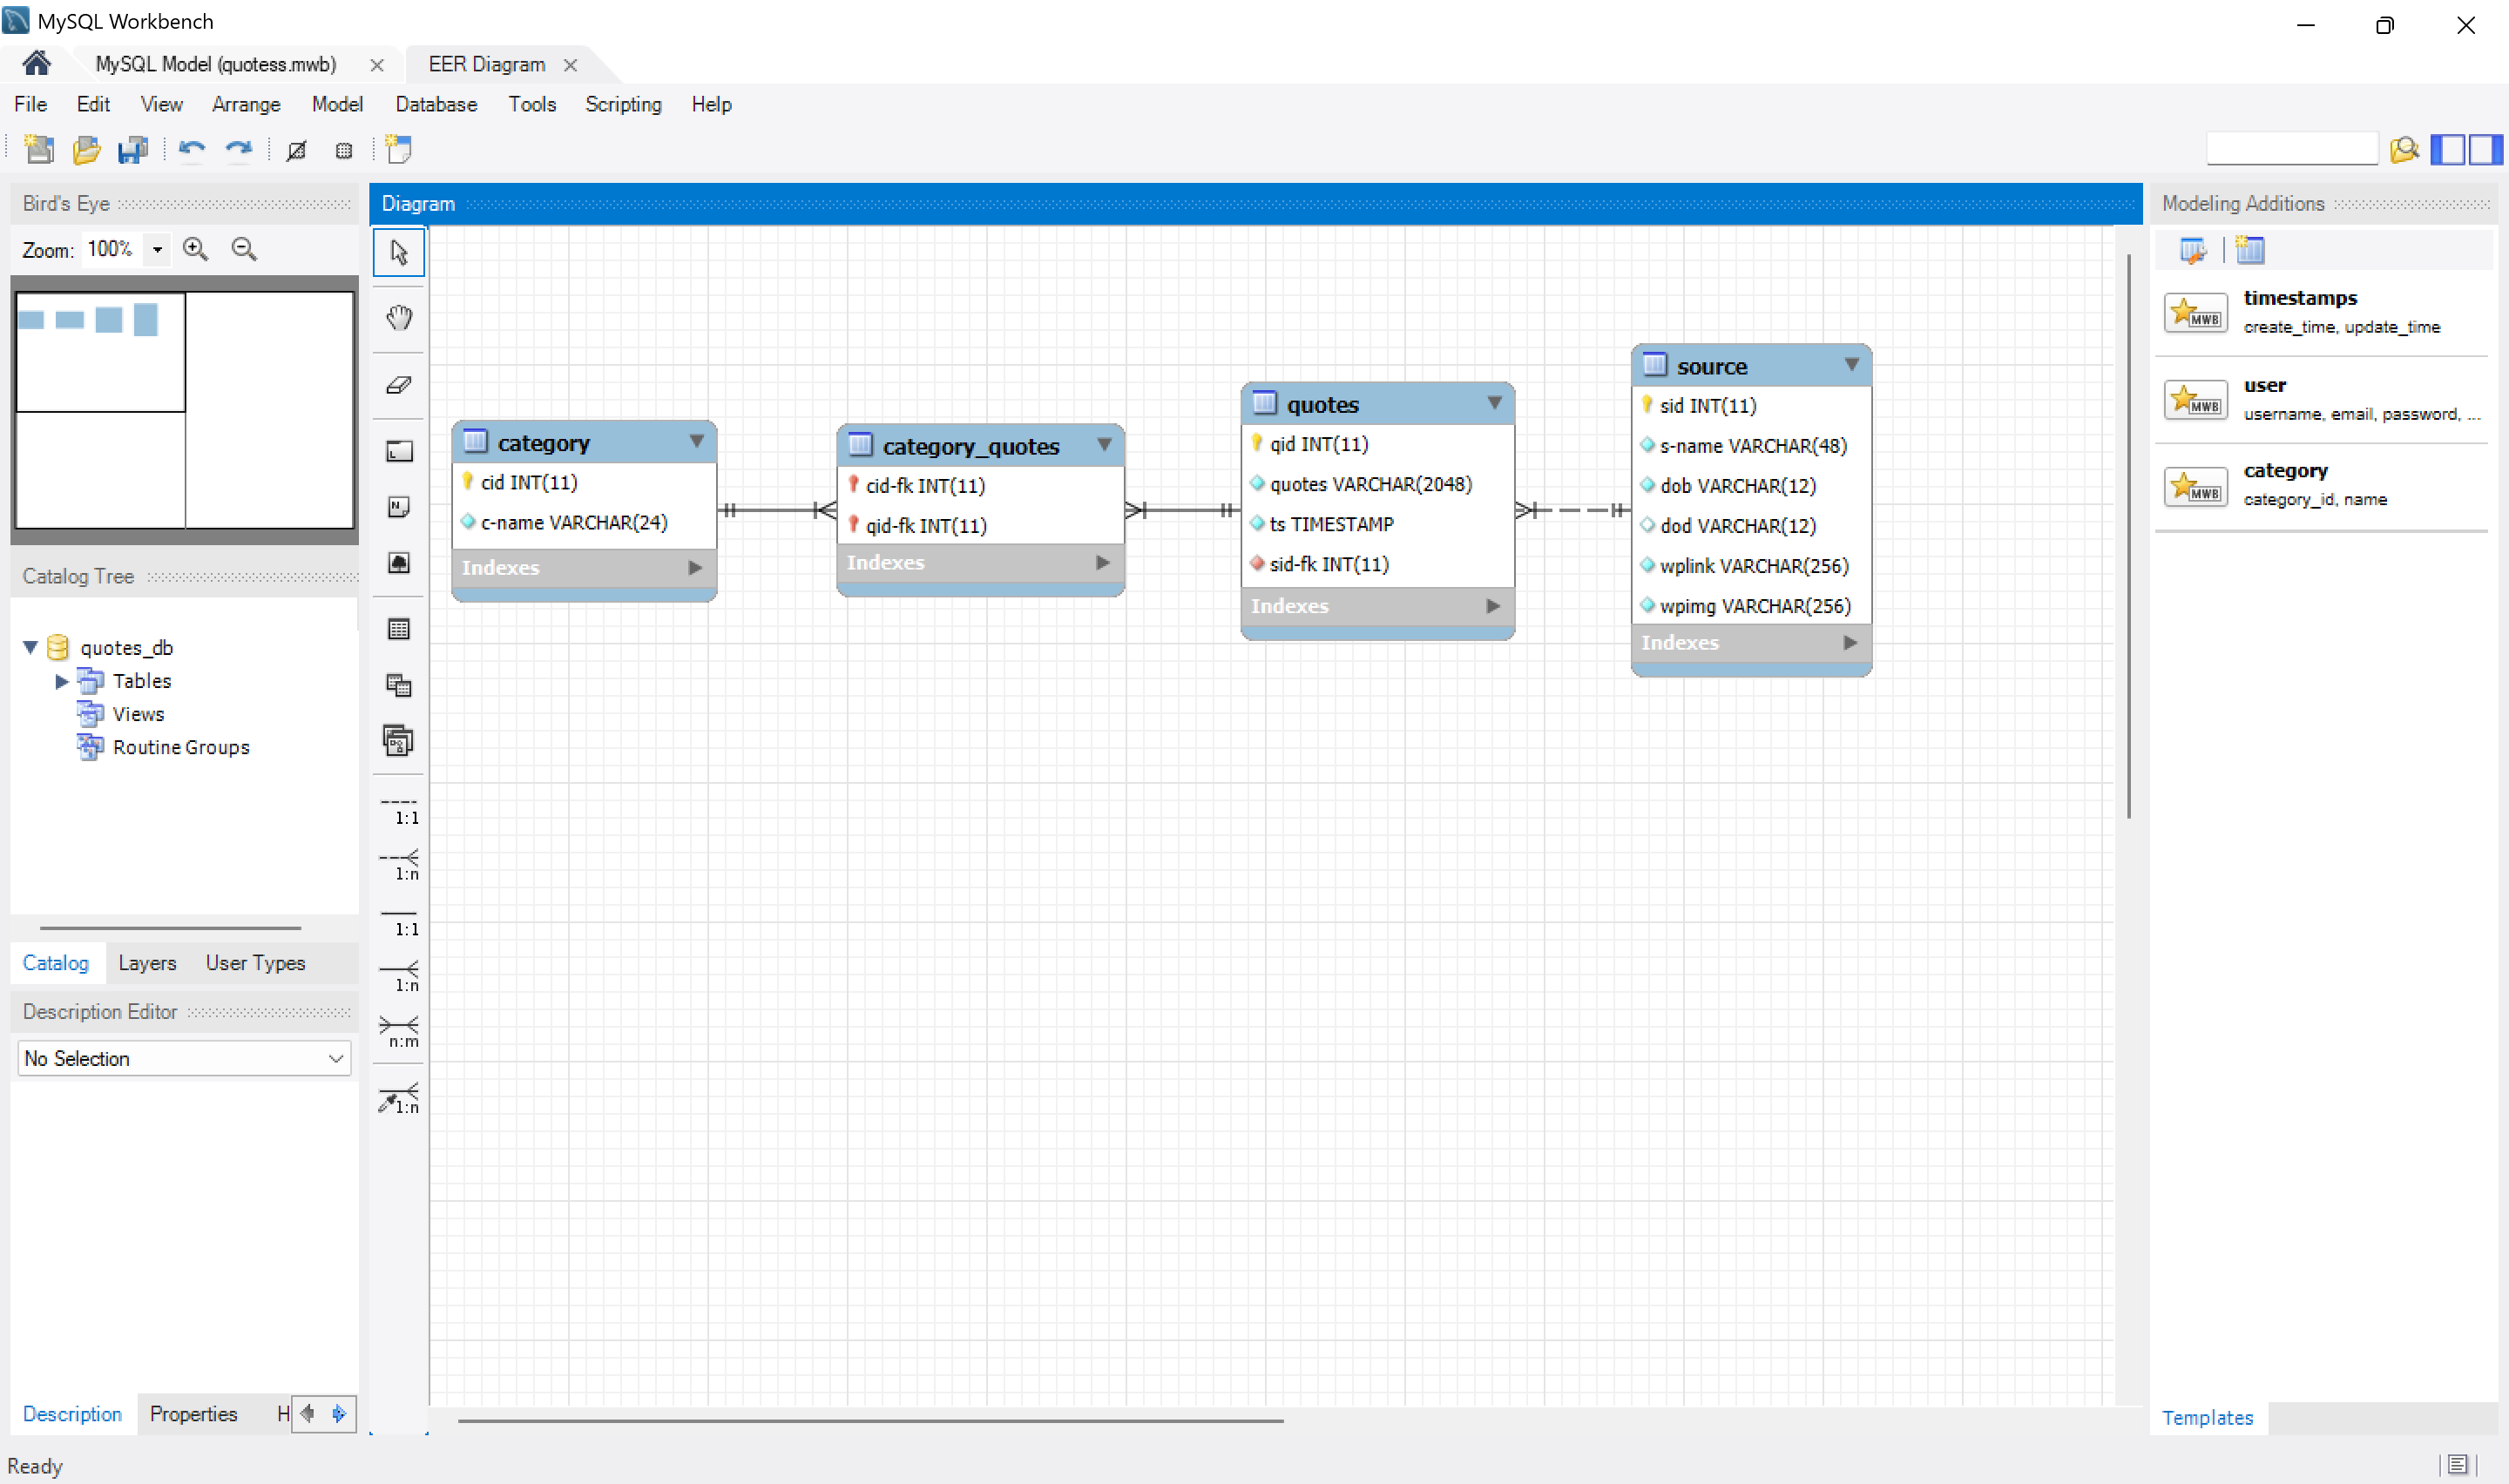 MySQL Workbench
MySQL Model (quotess.mwb)
EER Diagram
File Edit View Arrange Model Database Tools Scripting Help
Bird's Eye
Zoom: 100%
Catalog Tree
quotes_db
Tables
Views
Routine Groups
Catalog Layers User Types
Description Editor
No Selection
Description Properties H
Ready
Diagram
L
N
1:1
1:n
1:1
1:n
n:m
1:n
category
cid INT(11)
c-name VARCHAR(24)
Indexes
category_quotes
cid-fk INT(11)
qid-fk INT(11)
Indexes
quotes
qid INT(11)
quotes VARCHAR(2048)
ts TIMESTAMP
sid-fk INT(11)
Indexes
source
sid INT(11)
s-name VARCHAR(48)
dob VARCHAR(12)
dod VARCHAR(12)
wplink VARCHAR(256)
wpimg VARCHAR(256)
Indexes
Modeling Additions
MWB
timestamps
create_time, update_time
MWB
user
username, email, password, ...
MWB
category
category_id, name
Templates